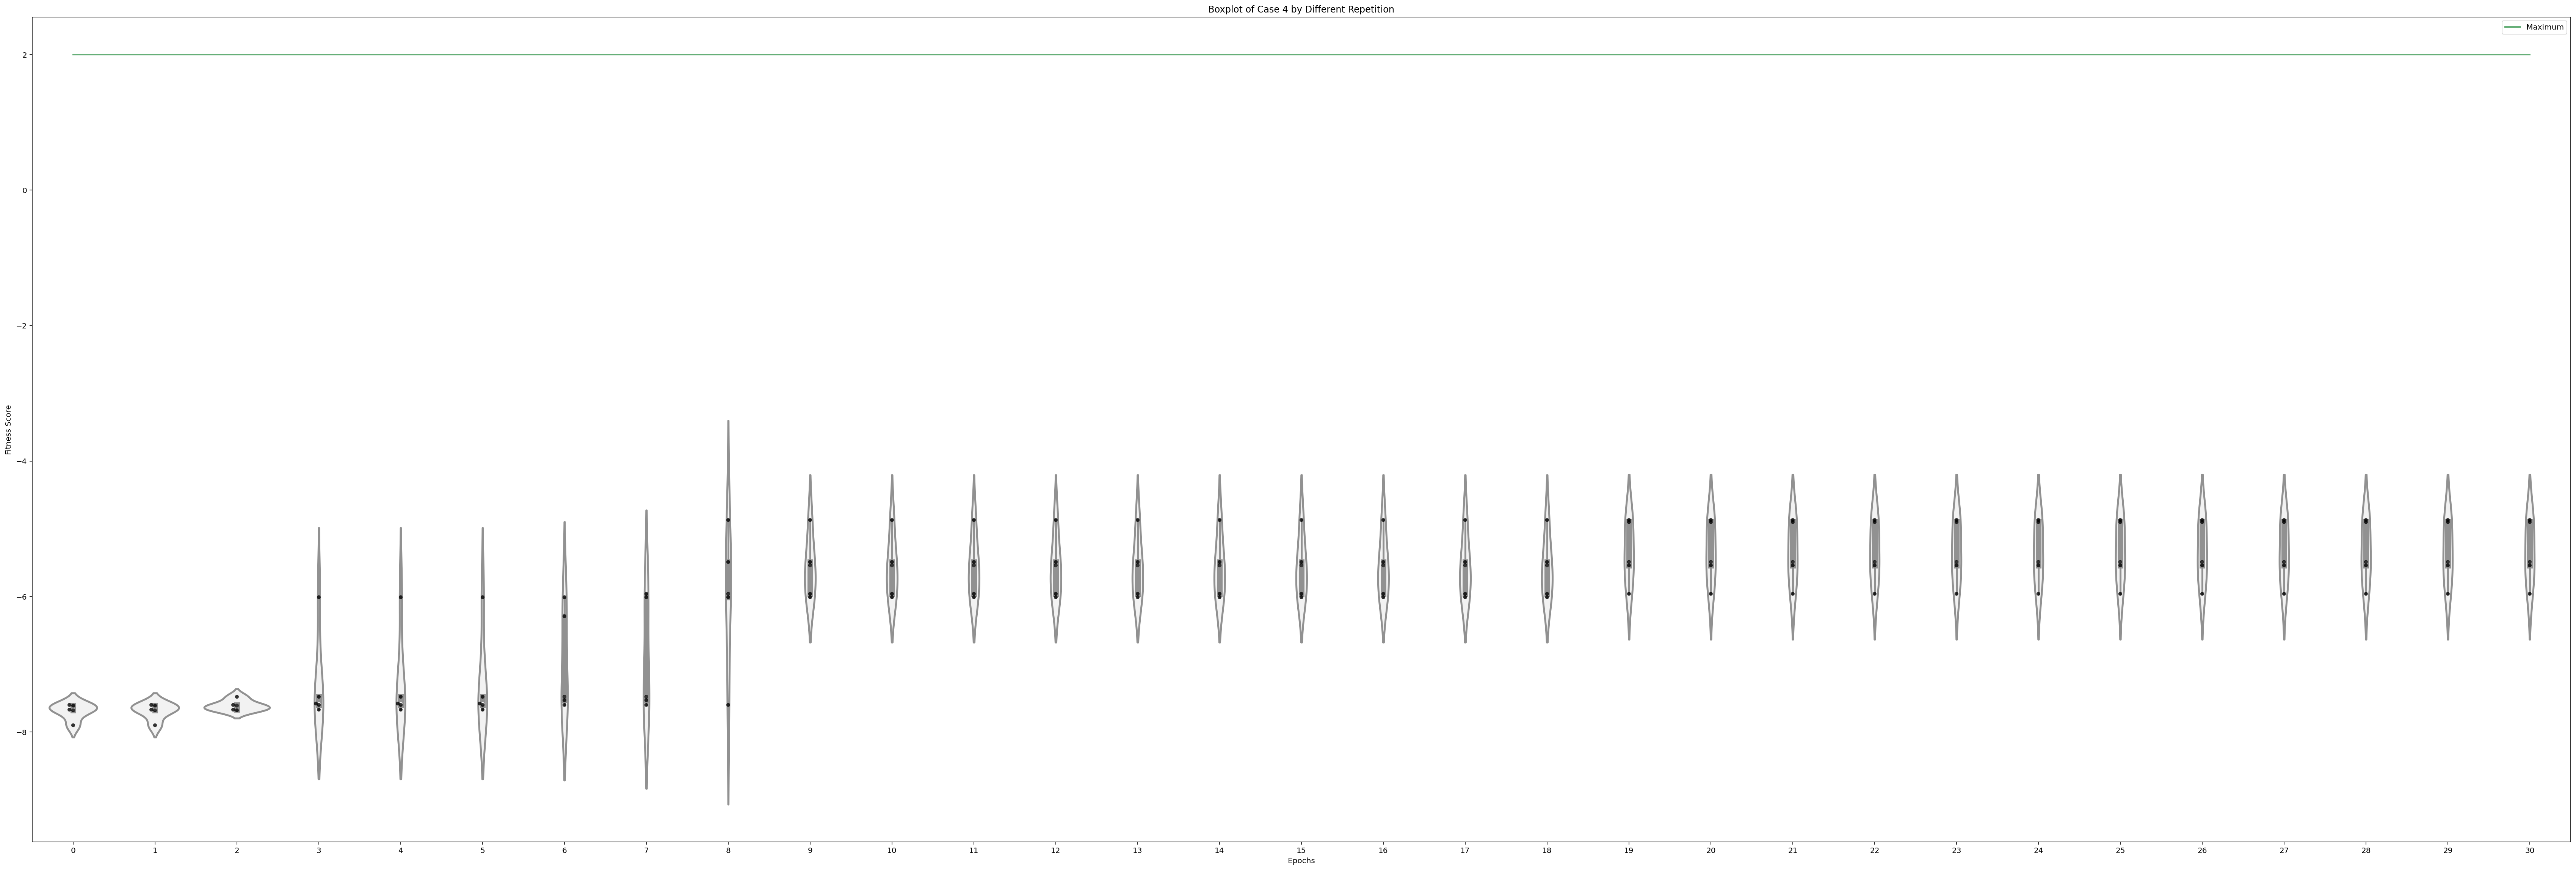 Boxplot of Case 4 by Different Repetition
Maximum
2
0
−2
−4
−6
−8
Fitness Score
0 1 2 3 4 5 6 7 8 9 10 11 12 13 14 15 16 17 18 19 20 21 22 23 24 25 26 27 28 29 30
Epochs